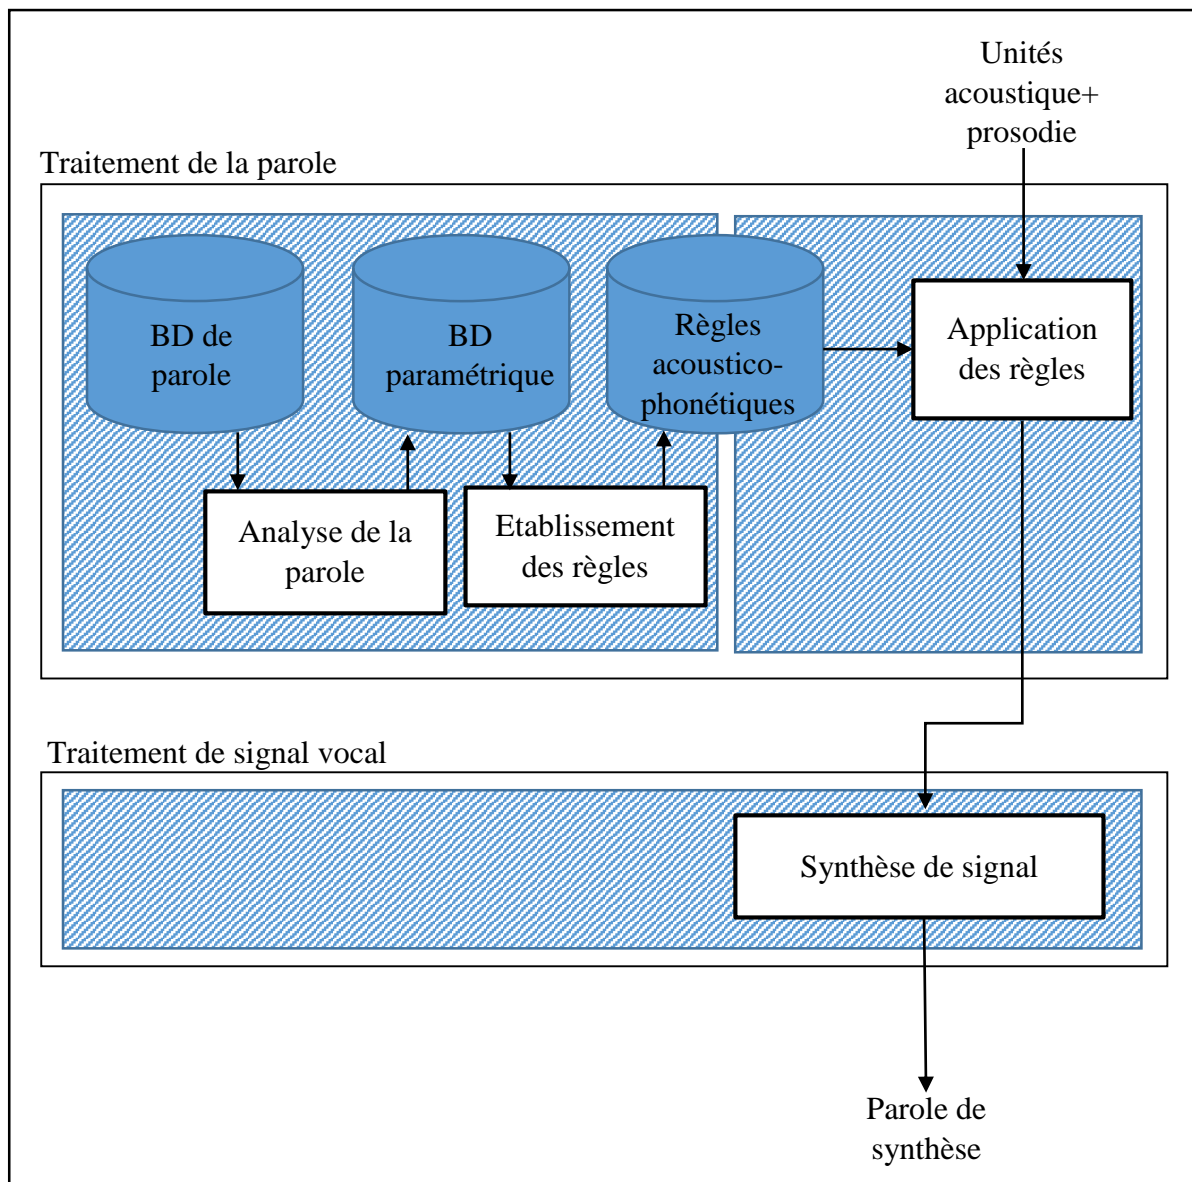 Unités
acoustique+
prosodie
Traitement de la parole
BD de
parole
BD
paramétrique
Règles
acoustico-
phonétiques
Application
des règles
Analyse de la
parole
Etablissement
des règles
Traitement de signal vocal
Synthèse de signal
Parole de
synthèse